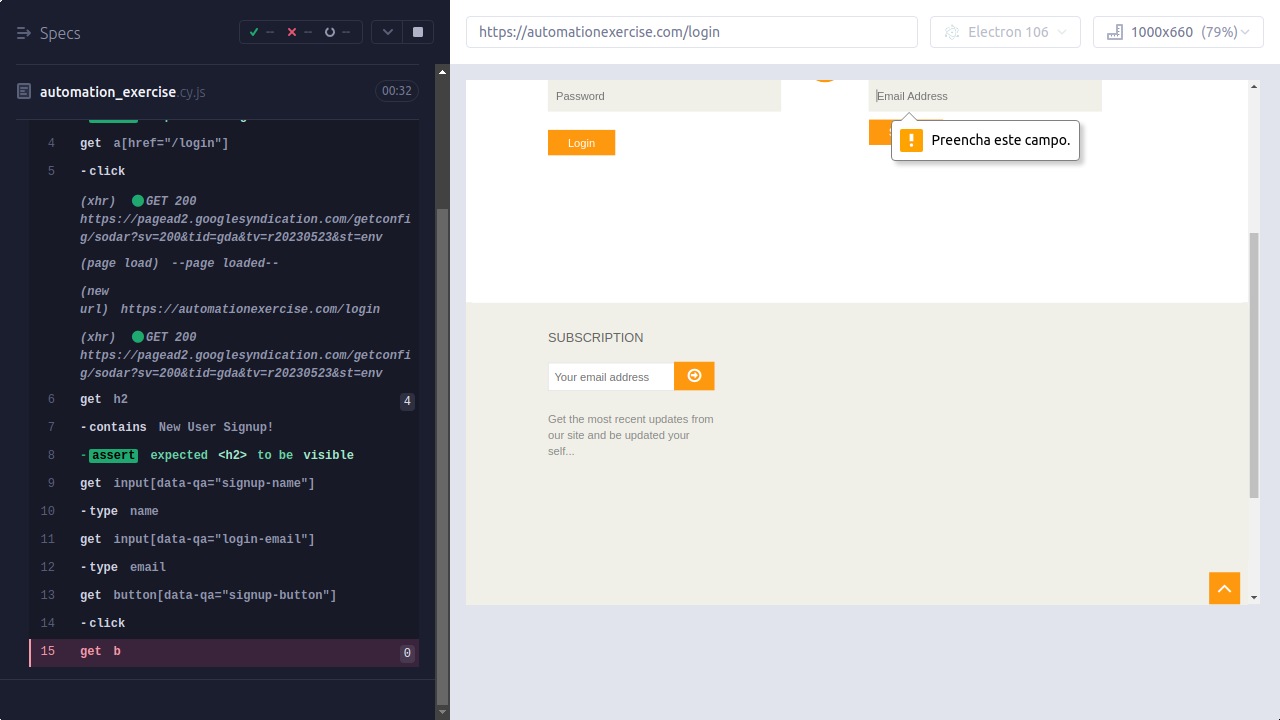 Specs
-- -- --
automation_exercise.cy.js 00:32
4 get a[href="/login"]
5 -click
(xhr) GET 200
https://pagead2.googlesyndication.com/getconfi
g/sodar?sv=200&tid=gda&tv=r20230523&st=env
(page load) --page loaded--
(new
url) https://automationexercise.com/login
(xhr) GET 200
https://pagead2.googlesyndication.com/getconfi
g/sodar?sv=200&tid=gda&tv=r20230523&st=env
6 get h2 4
7 -contains New User Signup!
8 -assert expected <h2> to be visible
9 get input[data-qa="signup-name"]
10 -type name
11 get input[data-qa="login-email"]
12 -type email
13 get button[data-qa="signup-button"]
14 -click
15 get b 0
https://automationexercise.com/login
Electron 106
1000x660 (79%)
Password
Email Address
Login
Preencha este campo.
SUBSCRIPTION
Your email address
Get the most recent updates from
our site and be updated your
self...